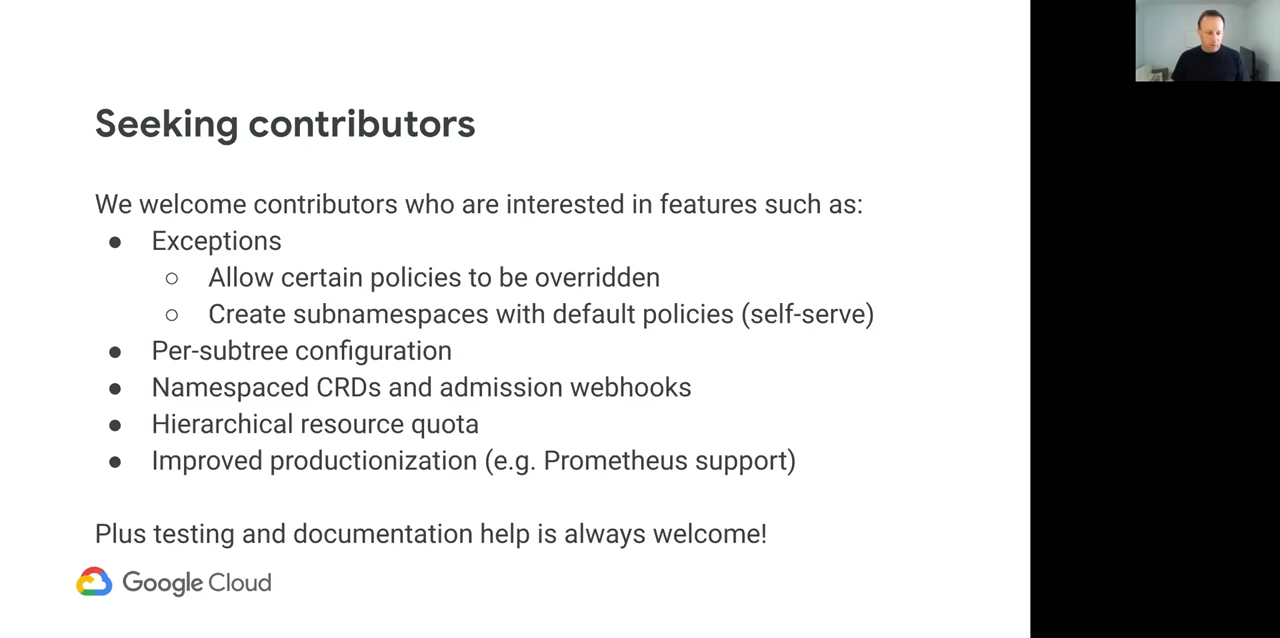 Seeking contributors
We welcome contributors who are interested in features such as:
● Exceptions
○ Allow certain policies to be overridden
○ Create subnamespaces with default policies (self-serve)
● Per-subtree configuration
● Namespaced CRDs and admission webhooks
● Hierarchical resource quota
● Improved productionization (e.g. Prometheus support)
Plus testing and documentation help is always welcome!
Google Cloud